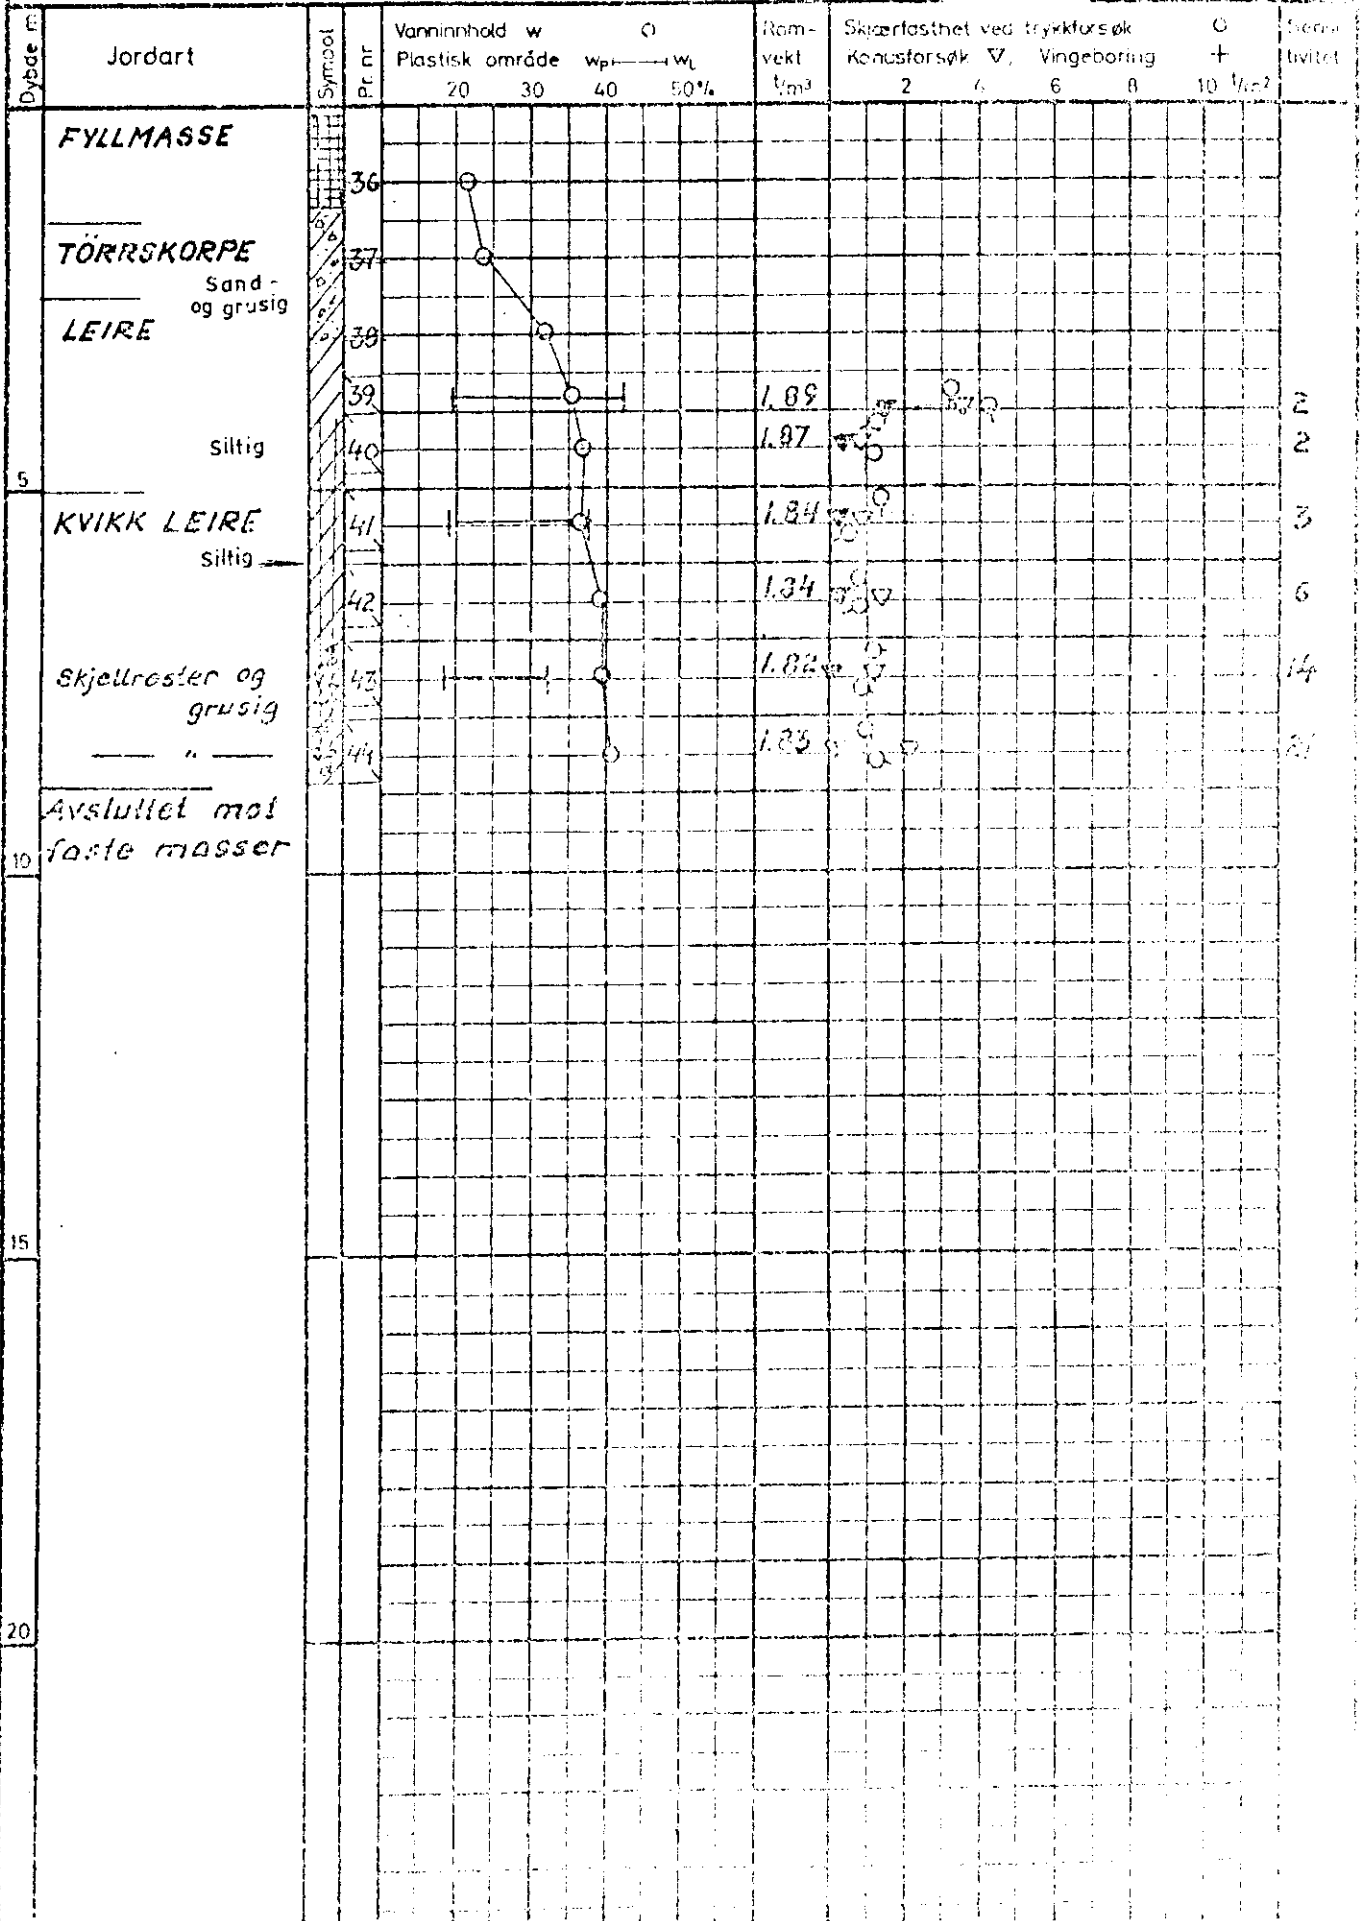 Dybde m
Jordart
Symbol
Pr. nr
Vanninnhold w
Plastisk område wP wL
20 30 40 50%
Rom-
vekt
t/m³
Skjærfasthet ved trykkforsøk O
Konusforsøk ▽, Vingeboring +
2 4 6 8 10 t/m²
Sensi
tivitet
FYLLMASSE
36
TÖRRSKORPE
37
Sand-
og grusig
LEIRE
38
39 1.89 2
Siltig 40 1.87 2
5
KVIKK LEIRE 41 1.84 3
Siltig
42 1.84 6
Skjellrester og 43 1.82 14
grusig
— " — 44 1.83
Avsluttet mot
faste masser
10
15
20